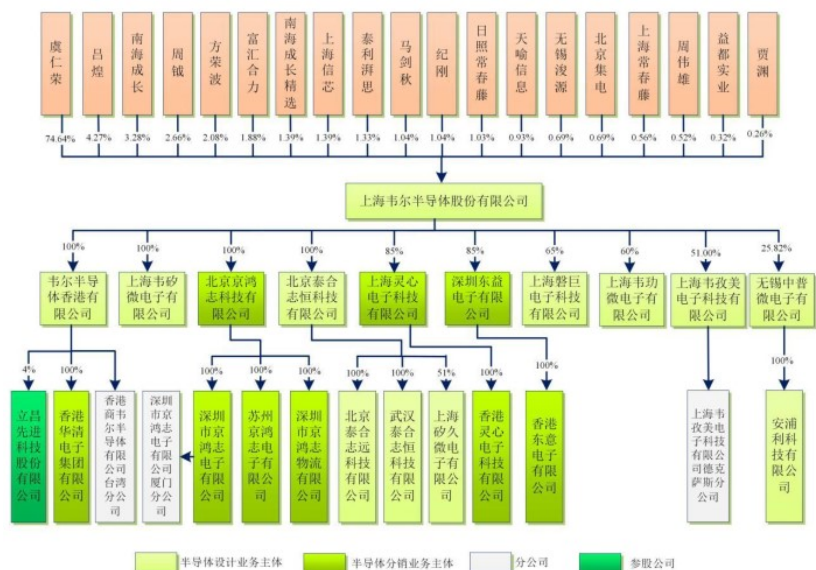 虞仁荣
吕煌
南海成长
周钺
方荣波
富汇合力
南海成长精选
上海信芯
泰利湃思
马剑秋
纪刚
日照常春藤
天喻信息
无锡浚源
北京集电
上海常春藤
周伟雄
益都实业
贾渊
74.64%
4.27%
3.28%
2.66%
2.08%
1.88%
1.39%
1.39%
1.33%
1.04%
1.04%
1.03%
0.93%
0.69%
0.69%
0.56%
0.52%
0.32%
0.26%
上海韦尔半导体股份有限公司
100%
100%
100%
100%
85%
85%
65%
60%
51.00%
25.82%
韦尔半导
体香港有
限公司
上海韦矽
微电子有
限公司
北京京鸿
志科技有
限公司
北京泰合
志恒科技
有限公司
上海灵心
电子科技
有限公司
深圳东益
电子有限
公司
上海磐巨
电子科技
有限公司
上海韦玏
微电子有
限公司
上海韦孜美
电子科技有
限公司
无锡中普
微电子有
限公司
4%
100%
100%
100%
100%
100%
100%
51%
100%
100%
100%
立昌
先进
科技
股份
有限
公司
香港
华清
电子
集团
有限
公司
香港
商韦
尔半
导体
有限
公司
台湾
分公
司
深圳
市京
鸿志
电子
有限
公司
厦门
分公
司
深圳
市京
鸿志
电子
有限
公司
苏州
京鸿
志电
子有
限公
司
深圳
市京
鸿志
物流
有限
公司
北京
泰合
志远
科技
有限
公司
武汉
泰合
志恒
科技
有限
公司
上海
矽久
微电
子有
限公
司
香港
灵心
电子
科技
有限
公司
香港
东意
电子
有限
公司
上海韦
孜美电
子科技
有限公
司德克
萨斯分
公司
安浦
利科
技有
限公
司
半导体设计业务主体
半导体分销业务主体
分公司
参股公司